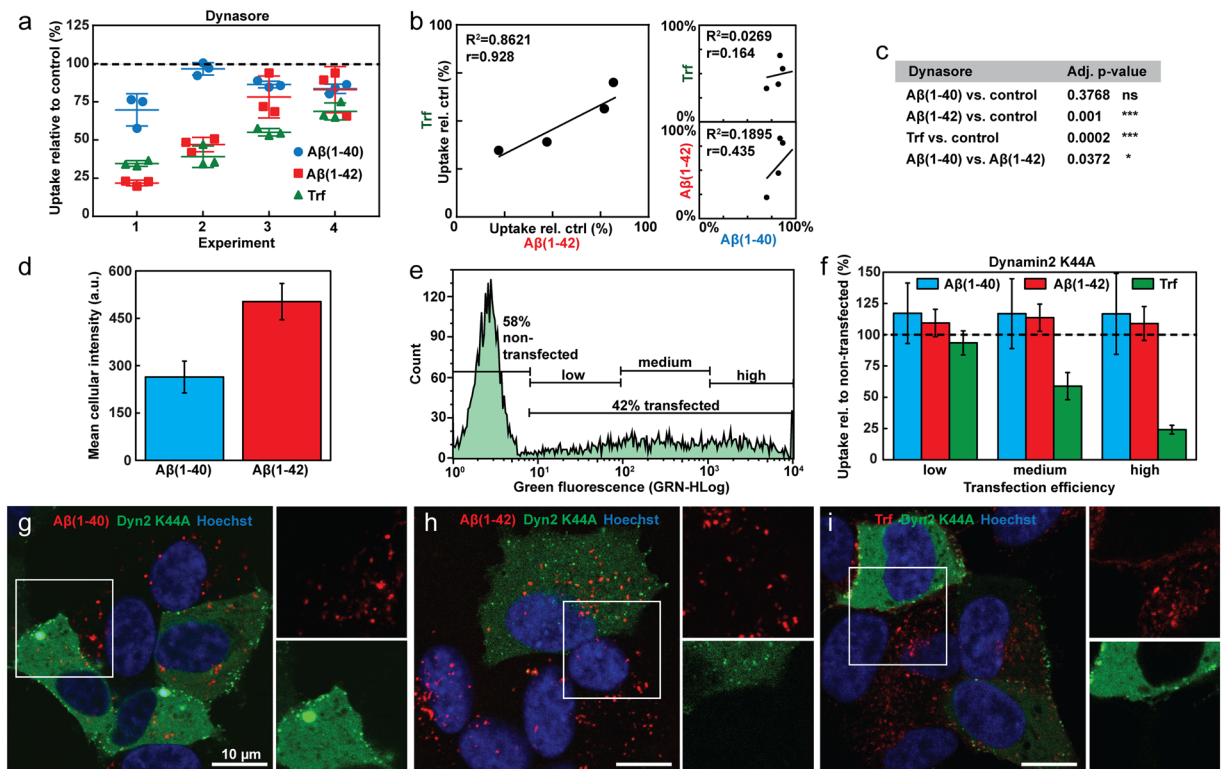 a
Dynasore
Uptake relative to control (%)
125
100
75
50
25
0
1
2
3
4
Experiment
Aβ(1-40)
Aβ(1-42)
Trf
b
R²=0.8621
r=0.928
100%
Trf
Uptake rel. ctrl (%)
0
0
Uptake rel. ctrl (%)
100%
Aβ(1-42)
100%
R²=0.0269
r=0.164
Trf
100%
R²=0.1895
r=0.435
Aβ(1-42)
0%
0%
100%
Aβ(1-40)
c
Dynasore Adj. p-value
Aβ(1-40) vs. control 0.3768 ns
Aβ(1-42) vs. control 0.001 ***
Trf vs. control 0.0002 ***
Aβ(1-40) vs. Aβ(1-42) 0.0372 *
d
Mean cellular intensity (a.u.)
600
450
300
150
0
Aβ(1-40)
Aβ(1-42)
e
Count
120
90
60
30
0
58%
non-
transfected
low
medium
high
42% transfected
10⁰
10¹
10²
10³
10⁴
Green fluorescence (GRN-HLog)
f
Dynamin2 K44A
Aβ(1-40)
Aβ(1-42)
Trf
Uptake rel. to non-transfected (%)
150
125
100
75
50
25
0
low
medium
high
Transfection efficiency
g
Aβ(1-40) Dyn2 K44A Hoechst
10 µm
h
Aβ(1-42) Dyn2 K44A Hoechst
i
Trf Dyn2 K44A Hoechst